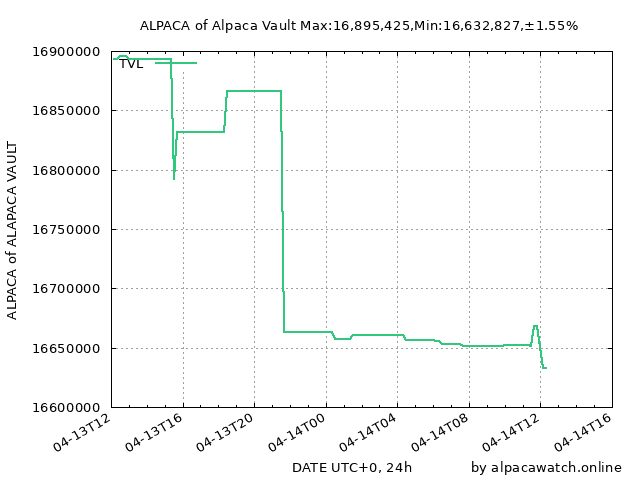 ALPACA of Alpaca Vault Max:16,895,425,Min:16,632,827,±1.55%
TVL
ALPACA of ALAPACA VAULT
16900000
16850000
16800000
16750000
16700000
16650000
16600000
04-13T12
04-13T16
04-13T20
04-14T00
04-14T04
04-14T08
04-14T12
04-14T16
DATE UTC+0, 24h
by alpacawatch.online